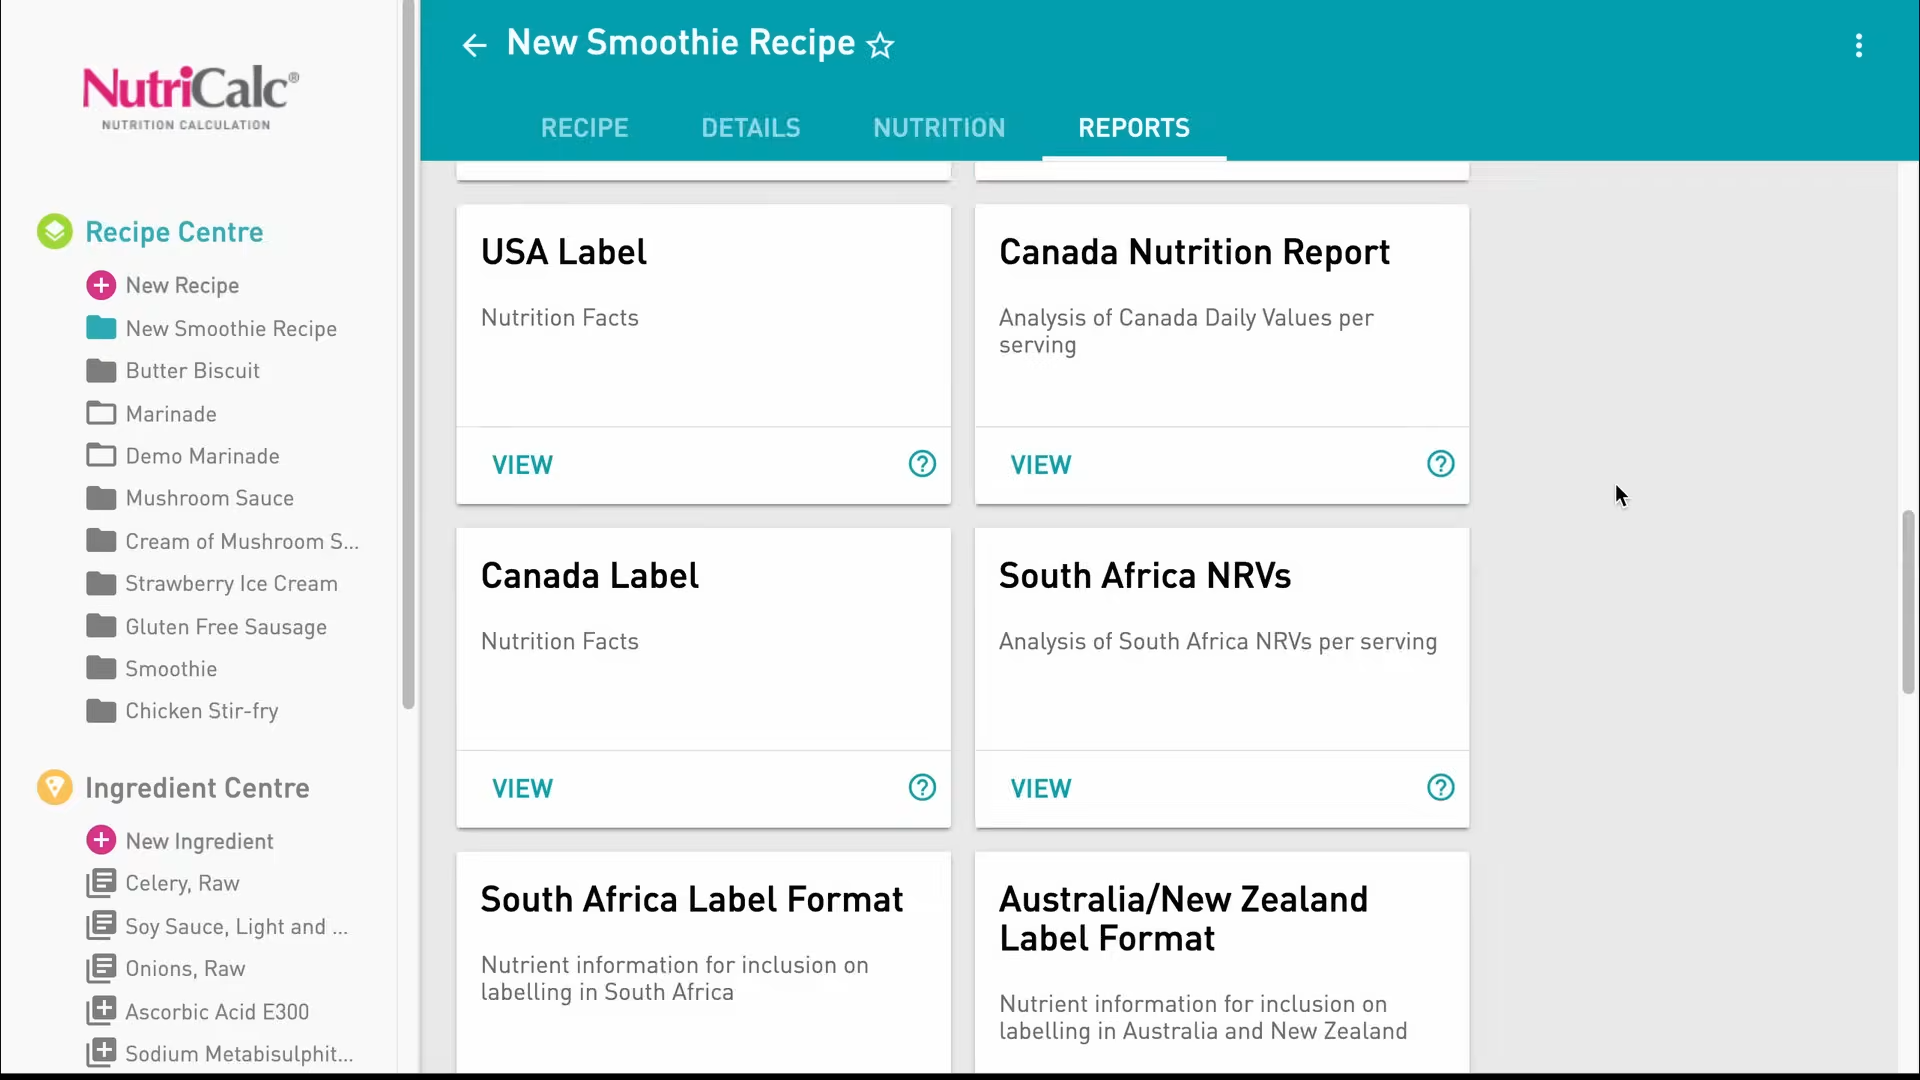 NutriCalc®
NUTRITION CALCULATION
Recipe Centre
New Recipe
New Smoothie Recipe
Butter Biscuit
Marinade
Demo Marinade
Mushroom Sauce
Cream of Mushroom S...
Strawberry Ice Cream
Gluten Free Sausage
Smoothie
Chicken Stir-fry
Ingredient Centre
New Ingredient
Celery, Raw
Soy Sauce, Light and ...
Onions, Raw
Ascorbic Acid E300
Sodium Metabisulphit...
New Smoothie Recipe
RECIPE DETAILS NUTRITION REPORTS
USA Label
Nutrition Facts
VIEW
Canada Nutrition Report
Analysis of Canada Daily Values per
serving
VIEW
Canada Label
Nutrition Facts
VIEW
South Africa NRVs
Analysis of South Africa NRVs per serving
VIEW
South Africa Label Format
Nutrient information for inclusion on
labelling in South Africa
Australia/New Zealand
Label Format
Nutrient information for inclusion on
labelling in Australia and New Zealand